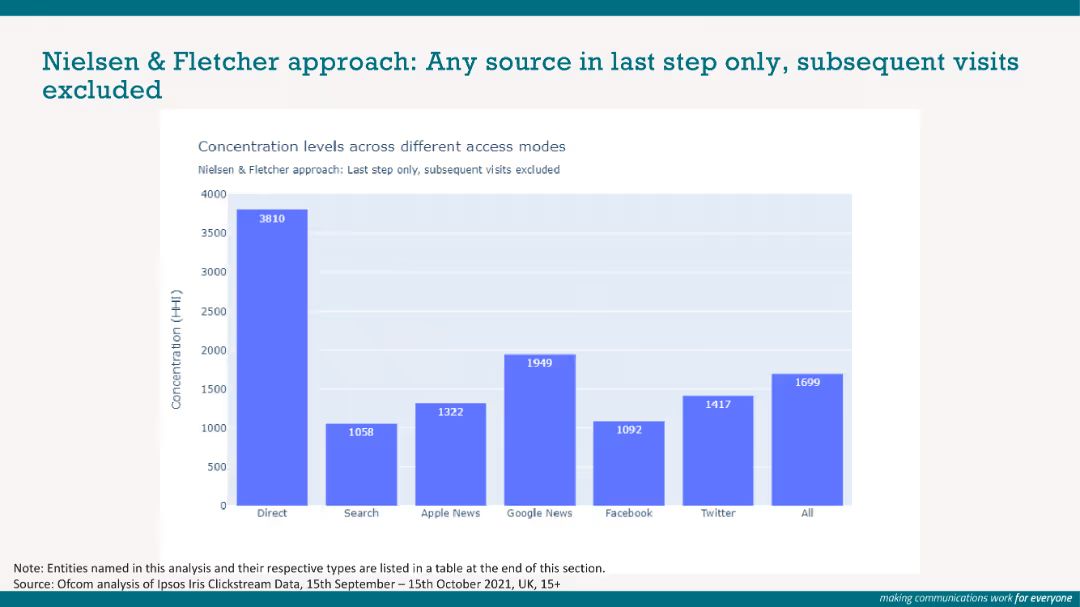 Nielsen & Fletcher approach: Any source in last step only, subsequent visits
excluded
Concentration levels across different access modes
Nielsen & Fletcher approach: Last step only, subsequent visits excluded
Concentration (HHI)
4000
3500
3000
2500
2000
1500
1000
500
0
3810
1058
1322
1949
1092
1417
1699
Direct
Search
Apple News
Google News
Facebook
Twitter
All
Note: Entities named in this analysis and their respective types are listed in a table at the end of this section.
Source: Ofcom analysis of Ipsos Iris Clickstream Data, 15th September – 15th October 2021, UK, 15+
making communications work for everyone